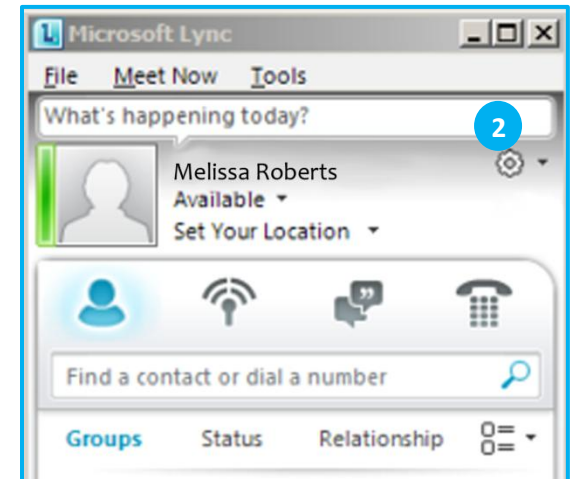 Microsoft Lync
File Meet Now Tools
What's happening today?
2
Melissa Roberts
Available
Set Your Location
Find a contact or dial a number
Groups Status Relationship